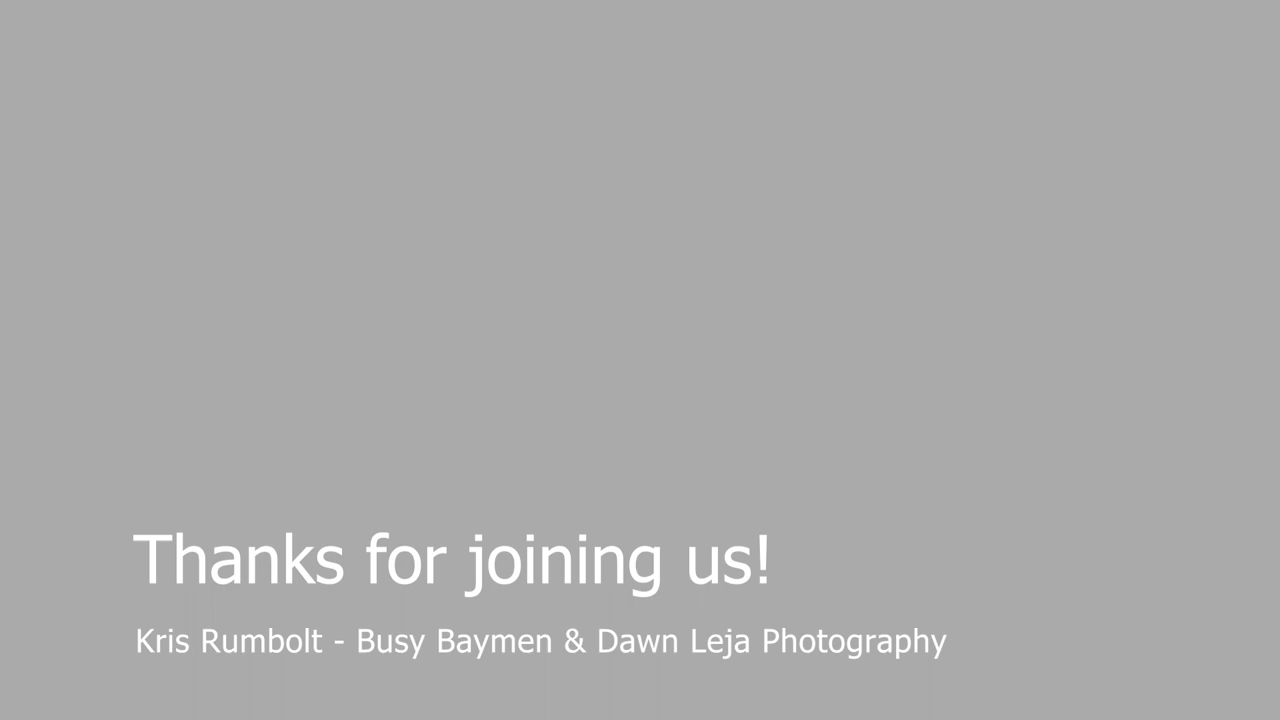 Thanks for joining us!
Kris Rumbolt - Busy Baymen & Dawn Leja Photography